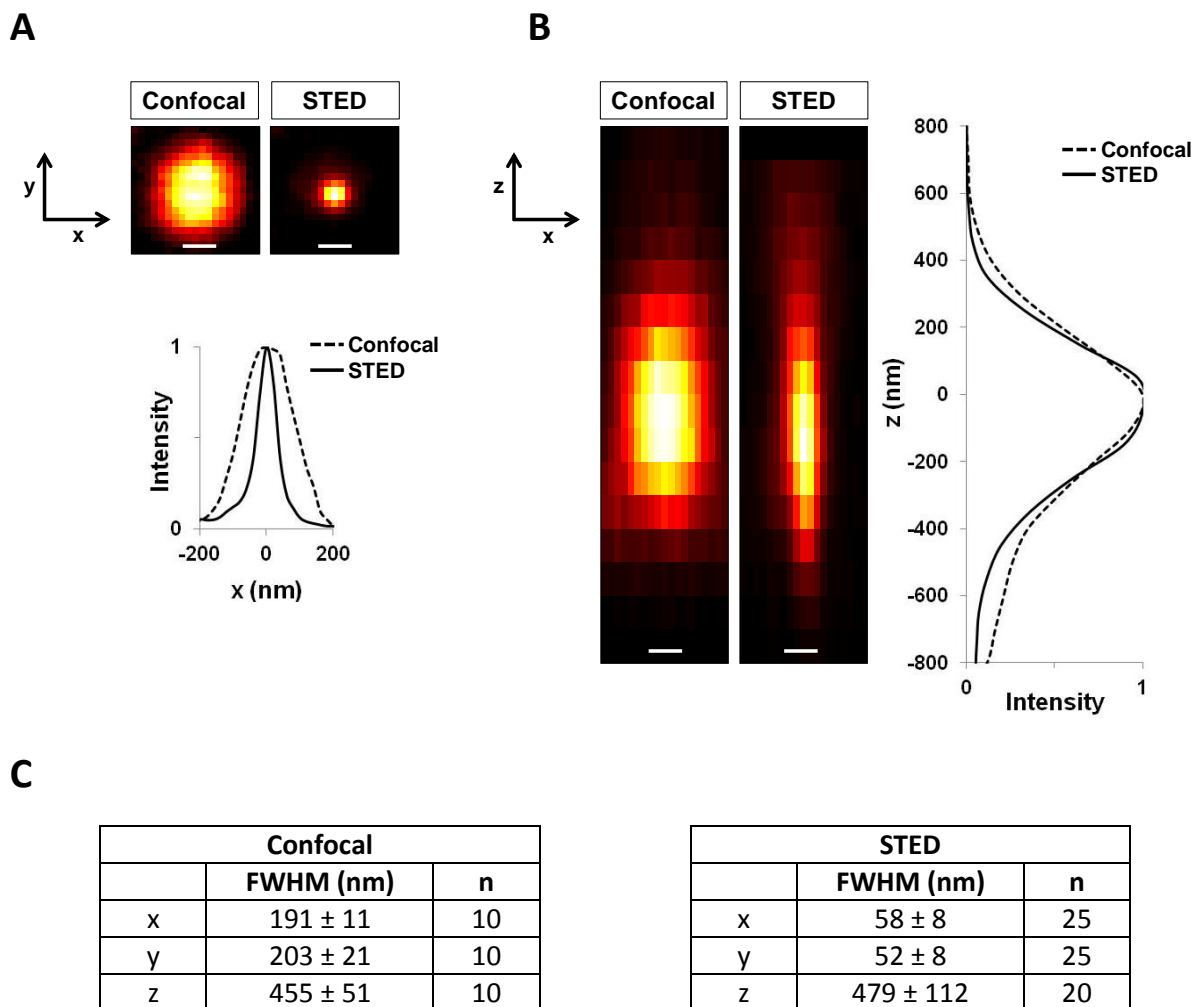 A
B
Confocal STED
y
x
Confocal STED
z
x
Confocal
STED
1
Intensity
0
-200 0 200
x (nm)
Confocal
STED
800
600
400
200
0
-200
-400
-600
-800
z (nm)
0 1
Intensity
C
Confocal
FWHM (nm) n
x 191 ± 11 10
y 203 ± 21 10
z 455 ± 51 10
STED
FWHM (nm) n
x 58 ± 8 25
y 52 ± 8 25
z 479 ± 112 20